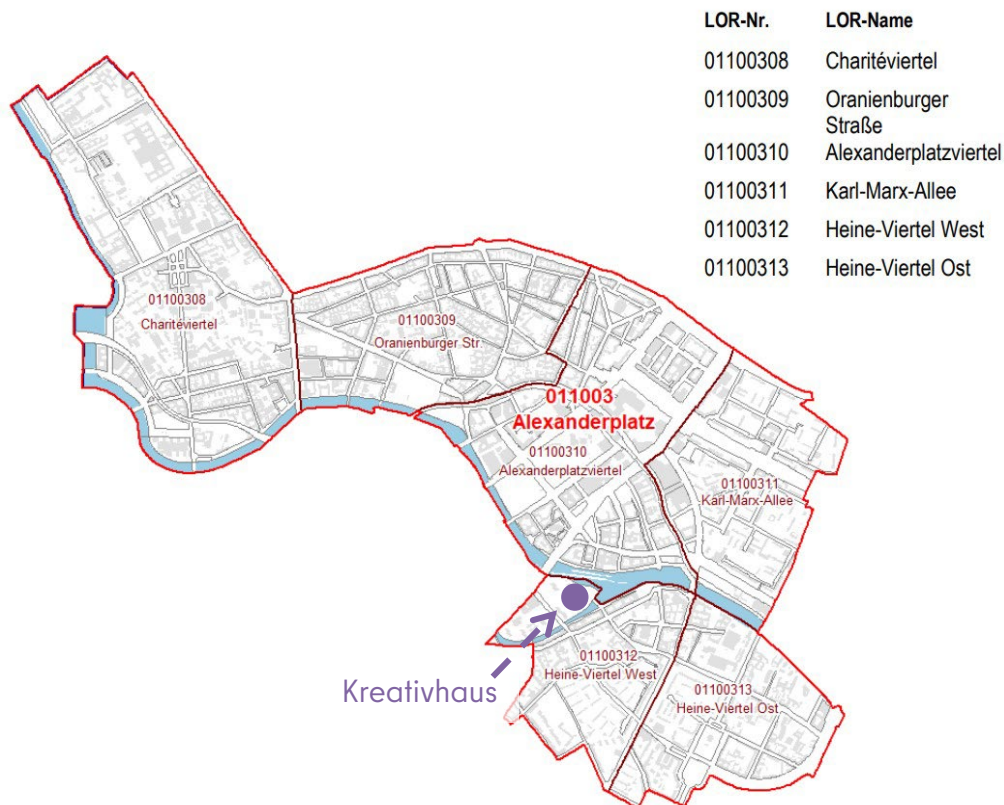 LOR-Nr. LOR-Name
01100308 Charitéviertel
01100309 Oranienburger
Straße
01100310 Alexanderplatzviertel
01100311 Karl-Marx-Allee
01100312 Heine-Viertel West
01100313 Heine-Viertel Ost
01100308
Charitéviertel
01100309
Oranienburger Str.
011003
Alexanderplatz
01100310
Alexanderplatzviertel
01100311
Karl-Marx-Allee
01100312
Heine-Viertel West
01100313
Heine-Viertel Ost
Kreativhaus